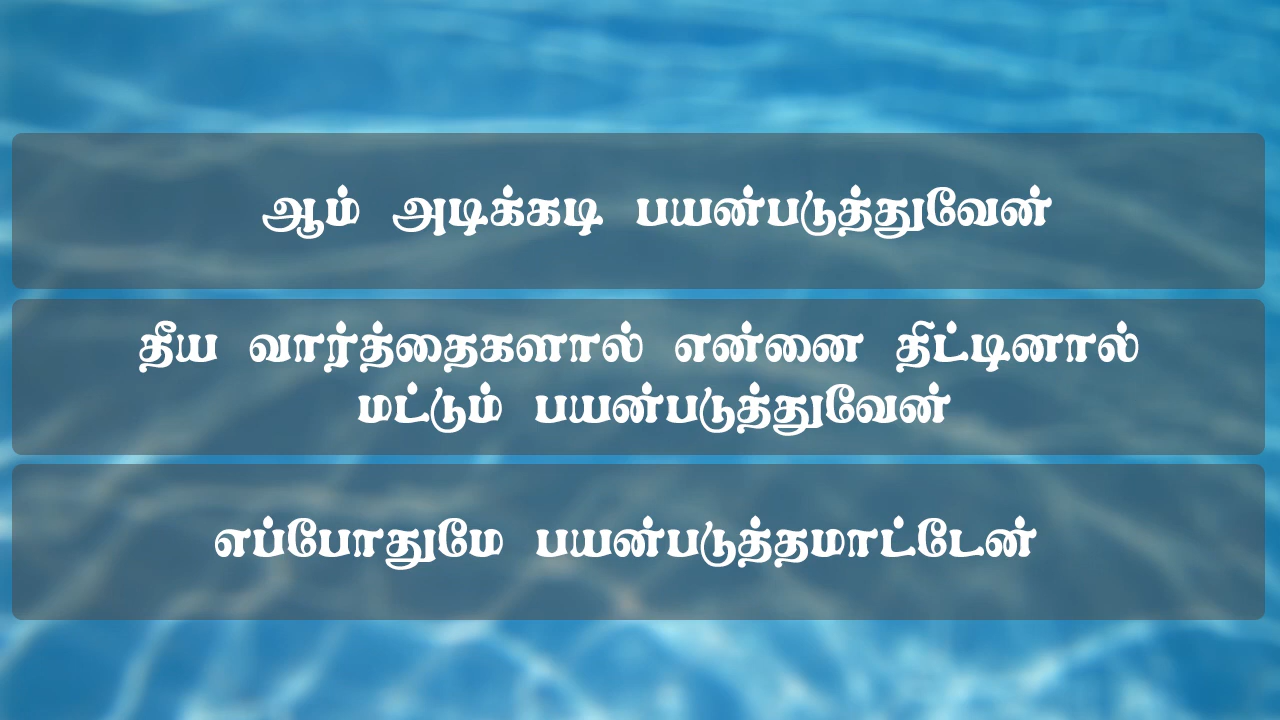 ஆம் அடிக்கடி பயன்படுத்துவேன்
தீய வார்த்தைகளால் என்னை திட்டினால்
மட்டும் பயன்படுத்துவேன்
எப்போதுமே பயன்படுத்தமாட்டேன்